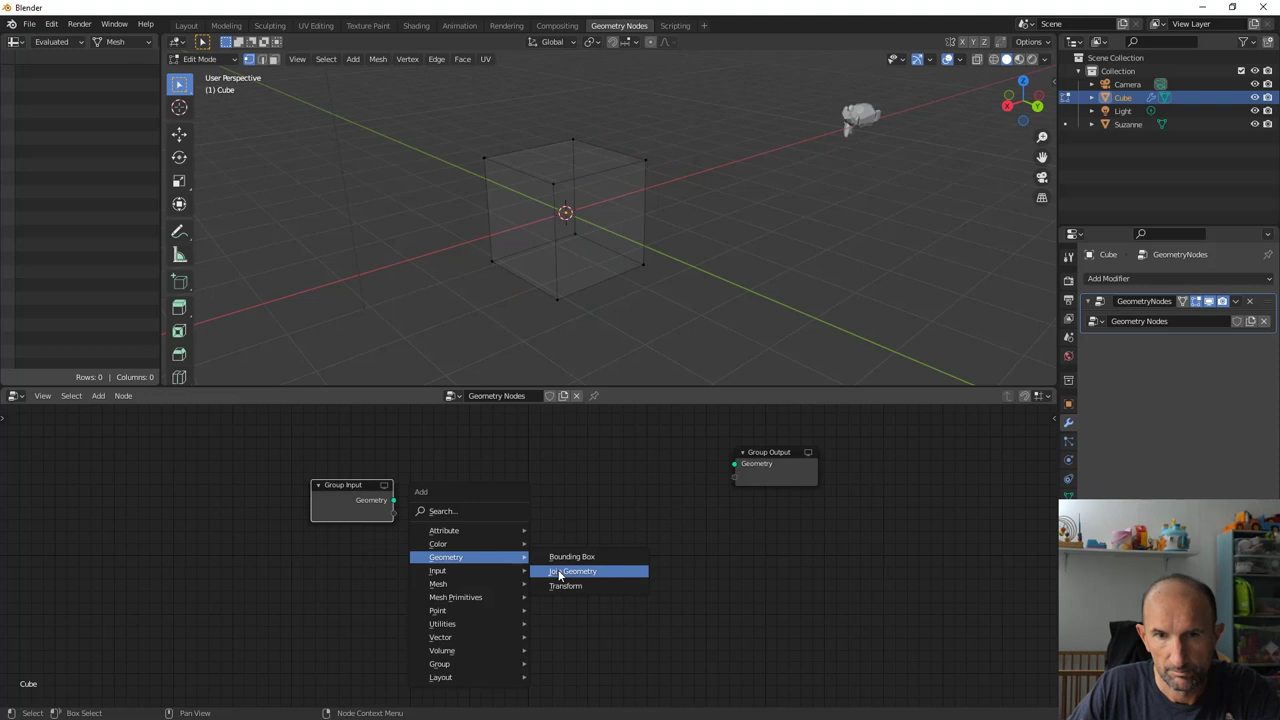 Blender
File Edit Render Window Help
Layout Modeling Sculpting UV Editing Texture Paint Shading Animation Rendering Compositing Geometry Nodes Scripting +
Scene
View Layer
Evaluated Mesh
Global
X Y Z
Options
Edit Mode View Select Add Mesh Vertex Edge Face UV
User Perspective
(1) Cube
Z
X
Y
Scene Collection
Collection
Camera
Cube
Light
Suzanne
Cube GeometryNodes
Add Modifier
GeometryNodes
Geometry Nodes
Rows: 0 | Columns: 0
View Select Add Node
Geometry Nodes
Group Output
Geometry
Group Input
Geometry
Add
Search...
Attribute
Color
Geometry
Input
Mesh
Mesh Primitives
Point
Utilities
Vector
Volume
Group
Layout
Bounding Box
Join Geometry
Transform
Cube
Select
Box Select
Pan View
Node Context Menu